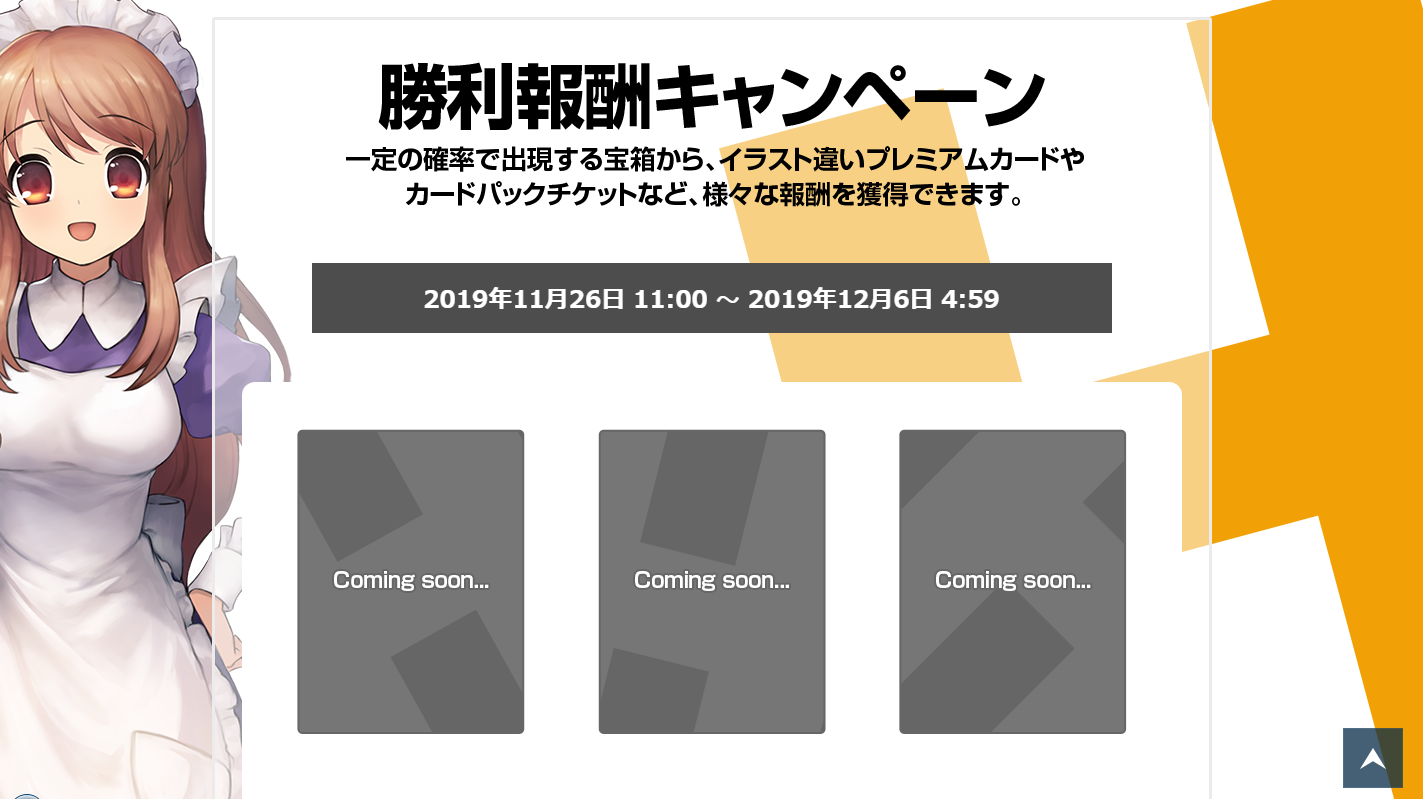 勝利報酬キャンペーン
一定の確率で出現する宝箱から、イラスト違いプレミアムカードや
カードパックチケットなど、様々な報酬を獲得できます。
2019年11月26日 11:00 ～ 2019年12月6日 4:59
Coming soon...
Coming soon...
Coming soon...